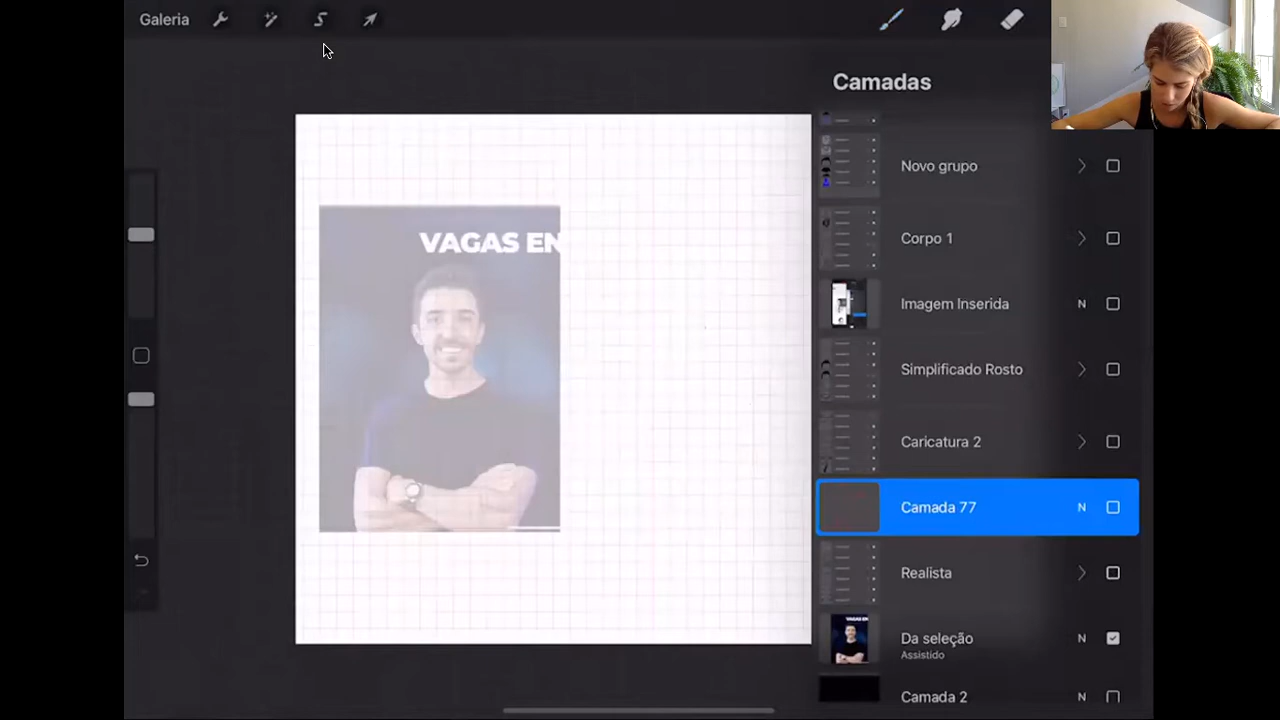 Galeria
Camadas
Novo grupo
Corpo 1
Imagem Inserida N
Simplificado Rosto
Caricatura 2
Camada 77 N
Realista
Da seleção N
Assistido
Camada 2 N
VAGAS EN